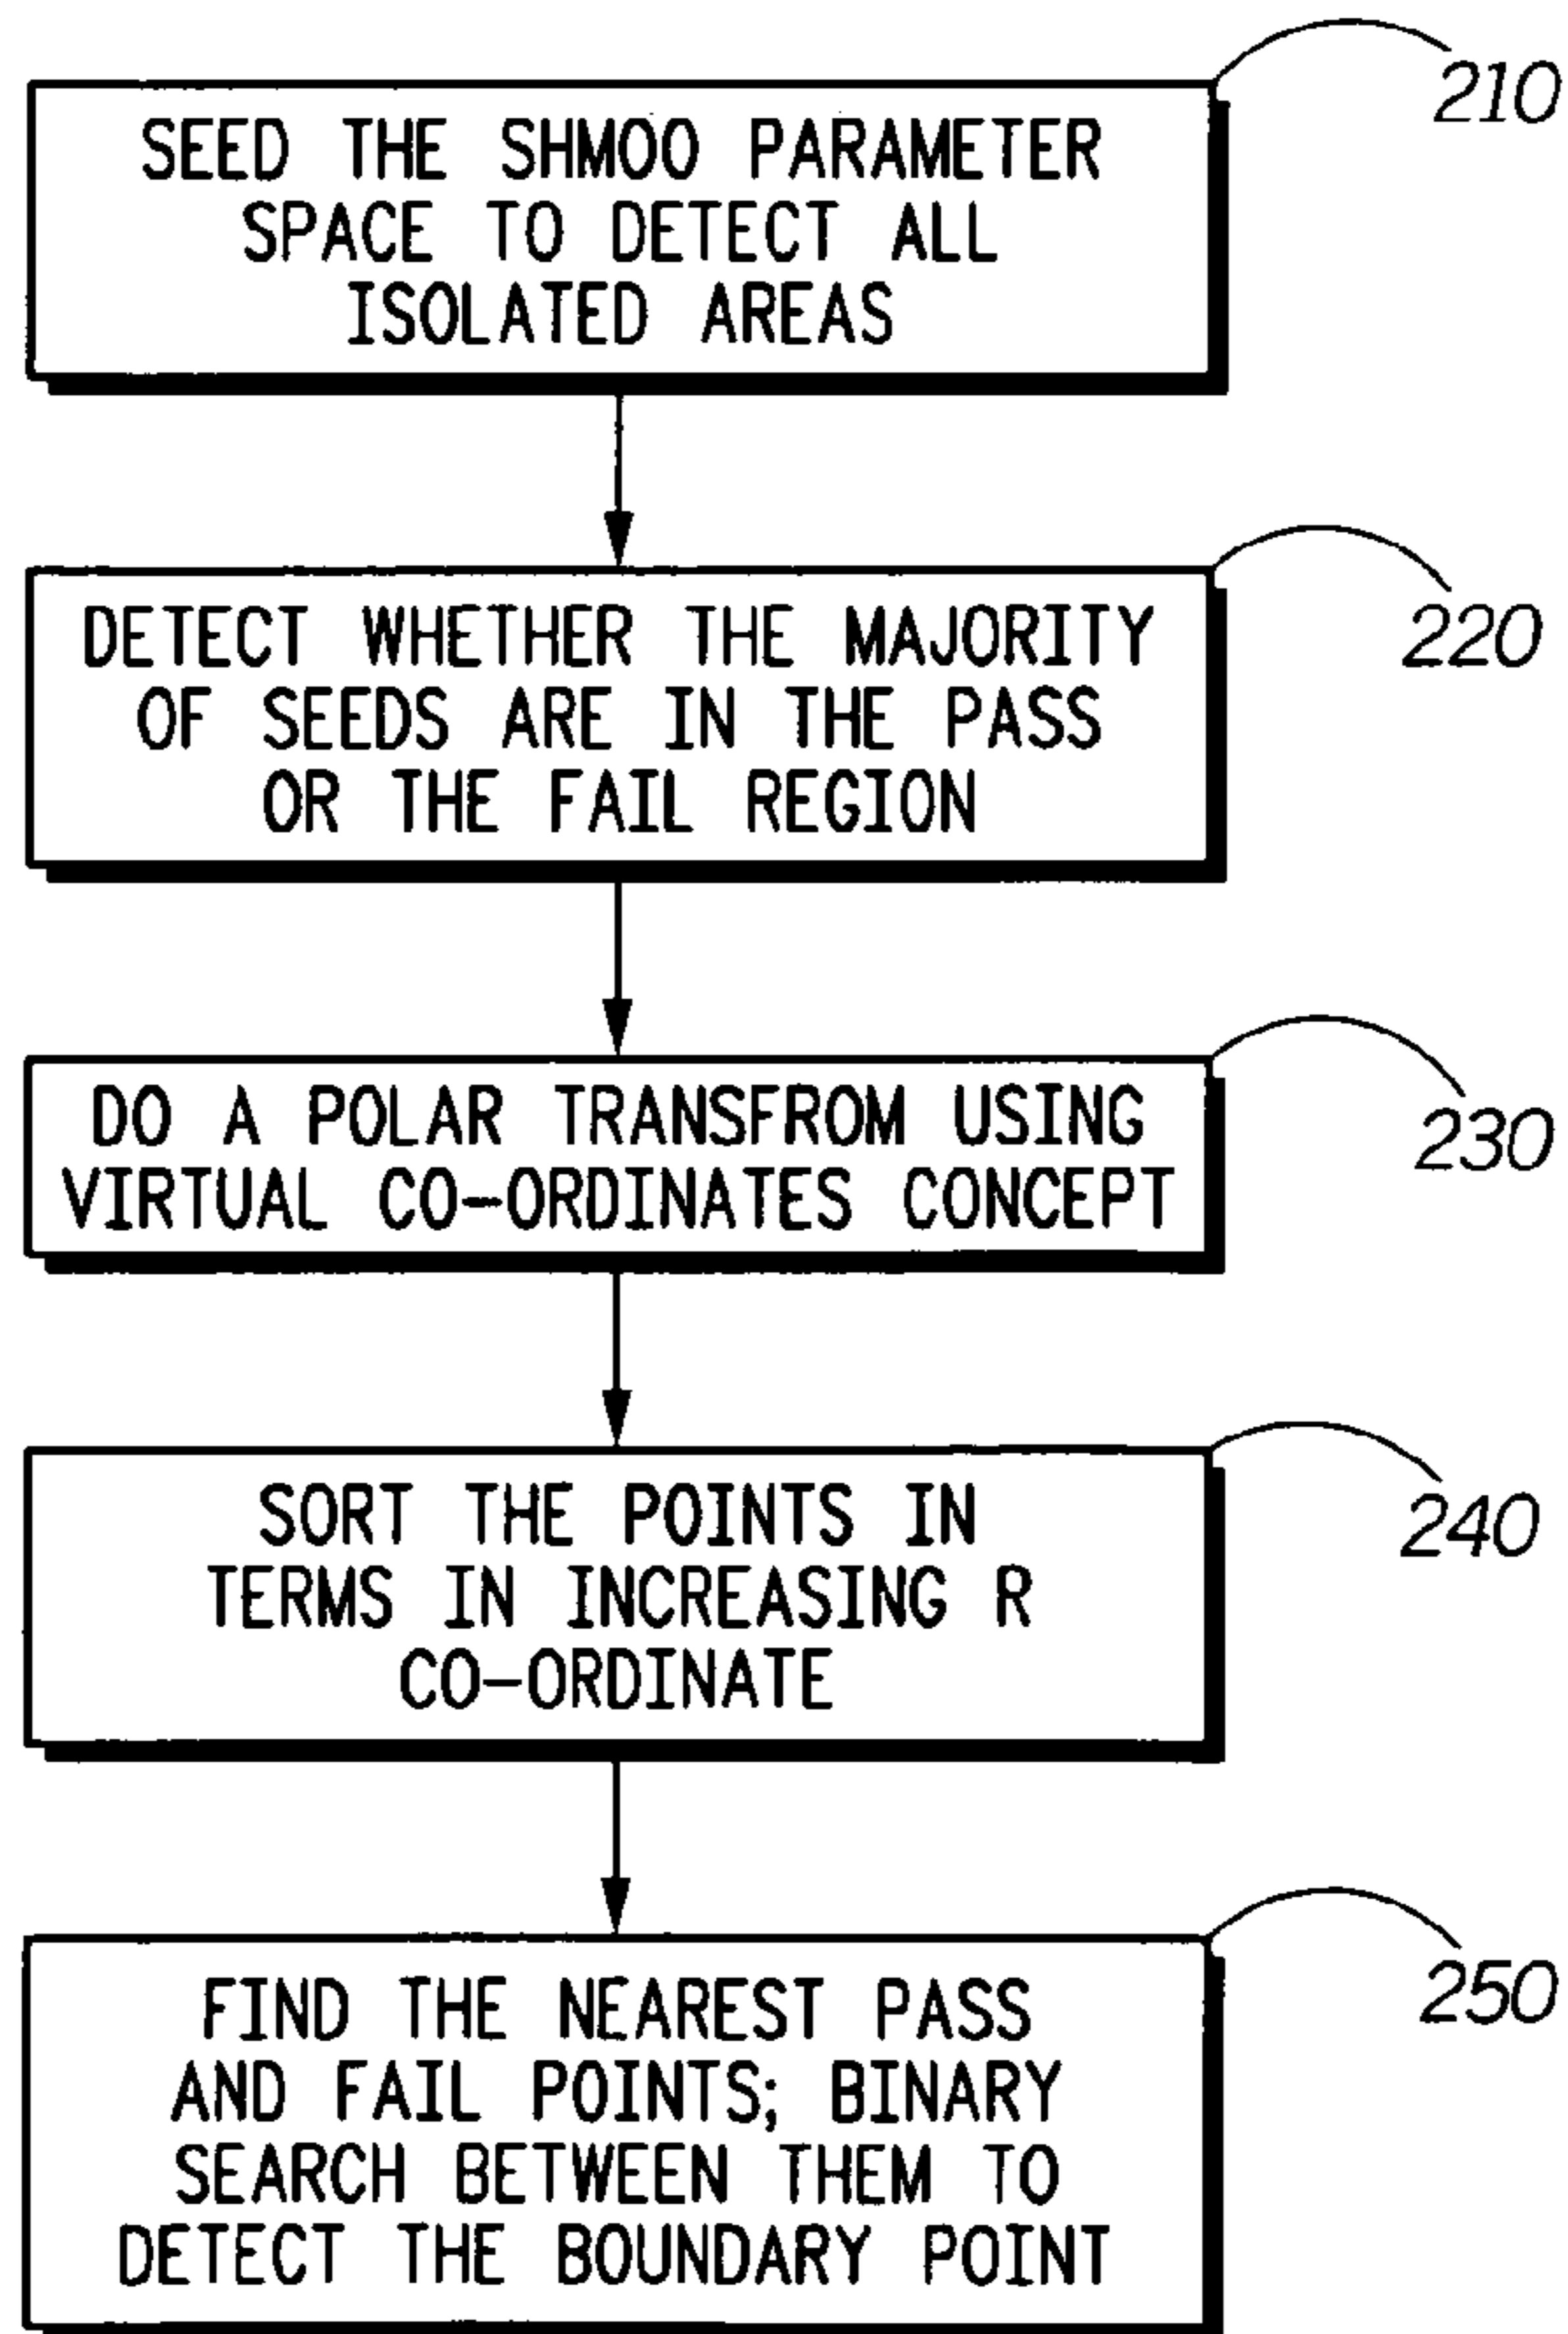 210
SEED THE SHMOO PARAMETER
SPACE TO DETECT ALL
ISOLATED AREAS
220
DETECT WHETHER THE MAJORITY
OF SEEDS ARE IN THE PASS
OR THE FAIL REGION
230
DO A POLAR TRANSFROM USING
VIRTUAL CO-ORDINATES CONCEPT
240
SORT THE POINTS IN
TERMS IN INCREASING R
CO-ORDINATE
250
FIND THE NEAREST PASS
AND FAIL POINTS; BINARY
SEARCH BETWEEN THEM TO
DETECT THE BOUNDARY POINT